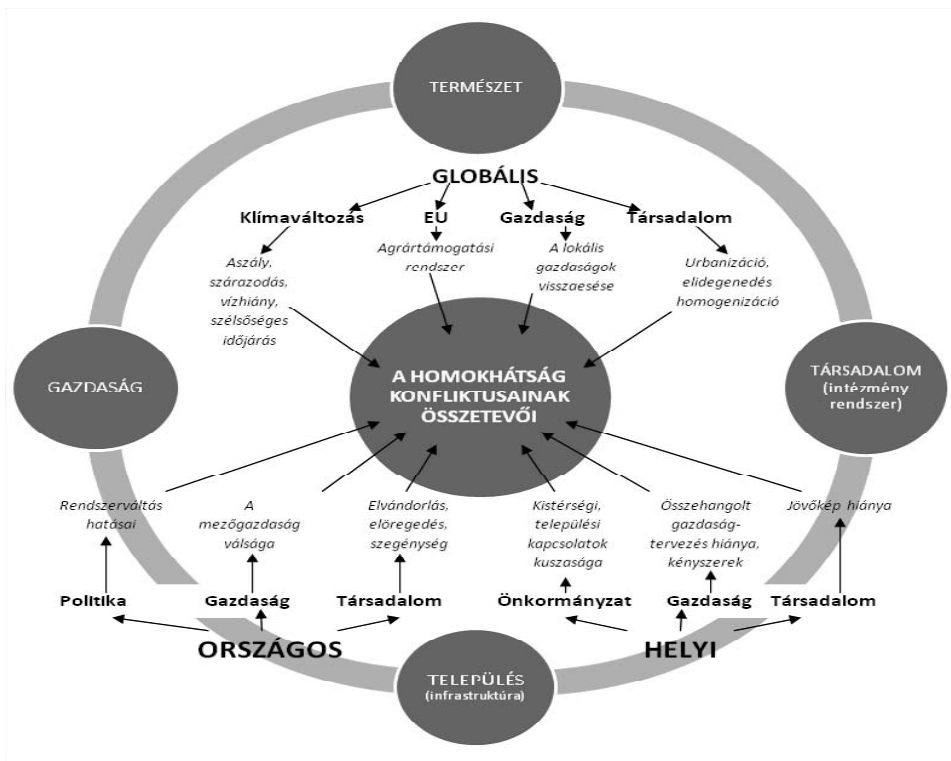 TERMÉSZET
GLOBÁLIS
Klímaváltozás EU Gazdaság Társadalom
Aszály,
szárazodás,
vízhiány,
szélsőséges
időjárás
Agrártámogatási
rendszer
A lokális
gazdaságok
visszaesése
Urbanizáció,
elidegenedés
homogenizáció
GAZDASÁG
A HOMOKHÁTSÁG
KONFLIKTUSAINAK
ÖSSZETEVŐI
TÁRSADALOM
(intézmény
rendszer)
Rendszerváltás
hatásai
A
mezőgazdaság
válsága
Elvándorlás,
elöregedés,
szegénység
Kistérségi,
települési
kapcsolatok
kuszasága
Összehangolt
gazdaság-
tervezés hiánya,
kényszerek
Jövőkép hiánya
Politika Gazdaság Társadalom
Önkormányzat Gazdaság Társadalom
ORSZÁGOS
HELYI
TELEPÜLÉS
(infrastruktúra)